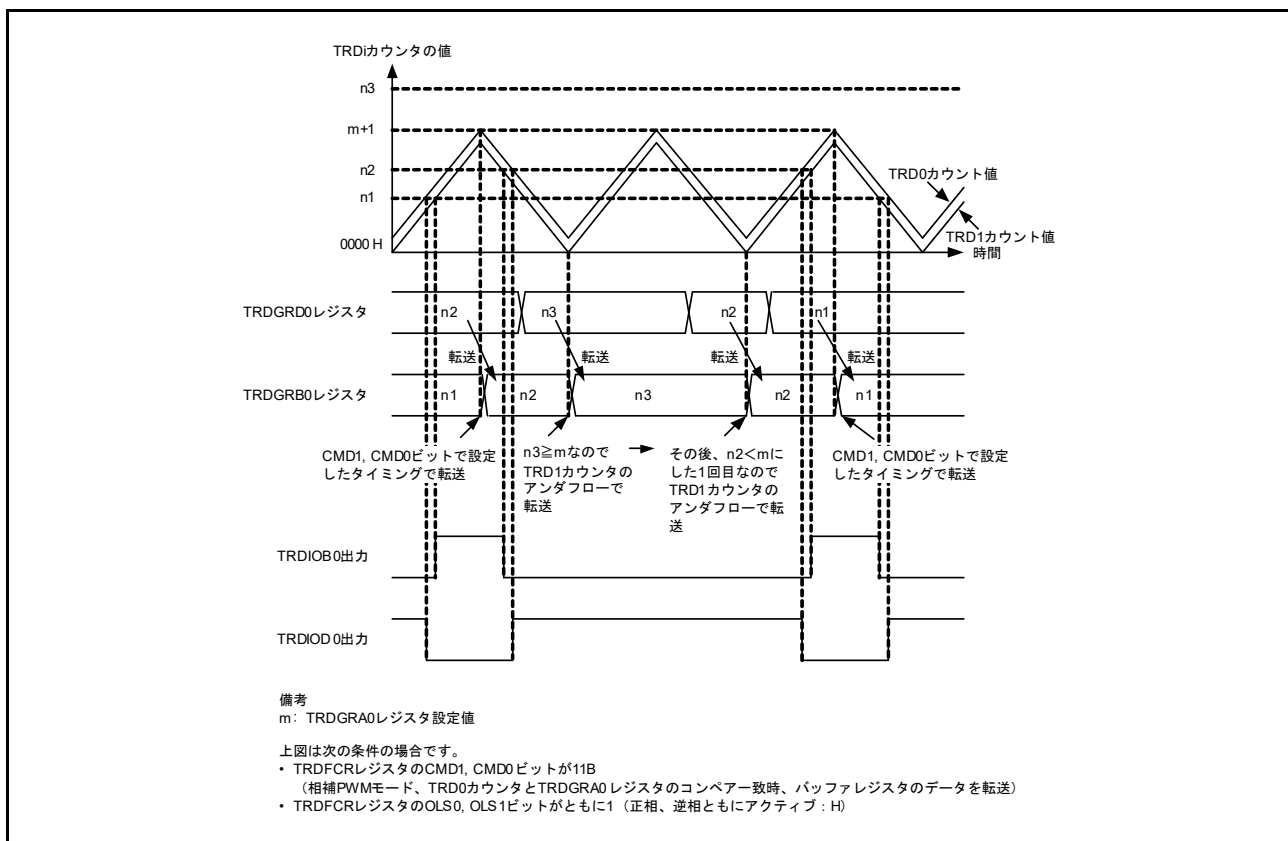 TRDiカウンタの値
n3
m+1
n2
n1
0000 H
TRD0カウント値
TRD1カウント値
時間
TRDGRD0レジスタ
n2
n3
n2
n1
転送
転送
転送
転送
TRDGRB0レジスタ
n1
n2
n3
n2
n1
CMD1, CMD0ビットで設定
したタイミングで転送
n3≧mなので
TRD1カウンタの
アンダフローで
転送
その後、n2<mに
した1回目なので
TRD1カウンタの
アンダフローで転
送
CMD1, CMD0ビットで設定
したタイミングで転送
TRDIOB0出力
TRDIOD0出力
備考
m: TRDGRA0レジスタ設定値
上図は次の条件の場合です。
• TRDFCRレジスタのCMD1, CMD0ビットが11B
（相補PWMモード、TRD0カウンタとTRDGRA0レジスタのコンペアー致時、バッファレジスタのデータを転送）
• TRDFCRレジスタのOLS0, OLS1ビットがともに1（正相、逆相ともにアクティブ：H）